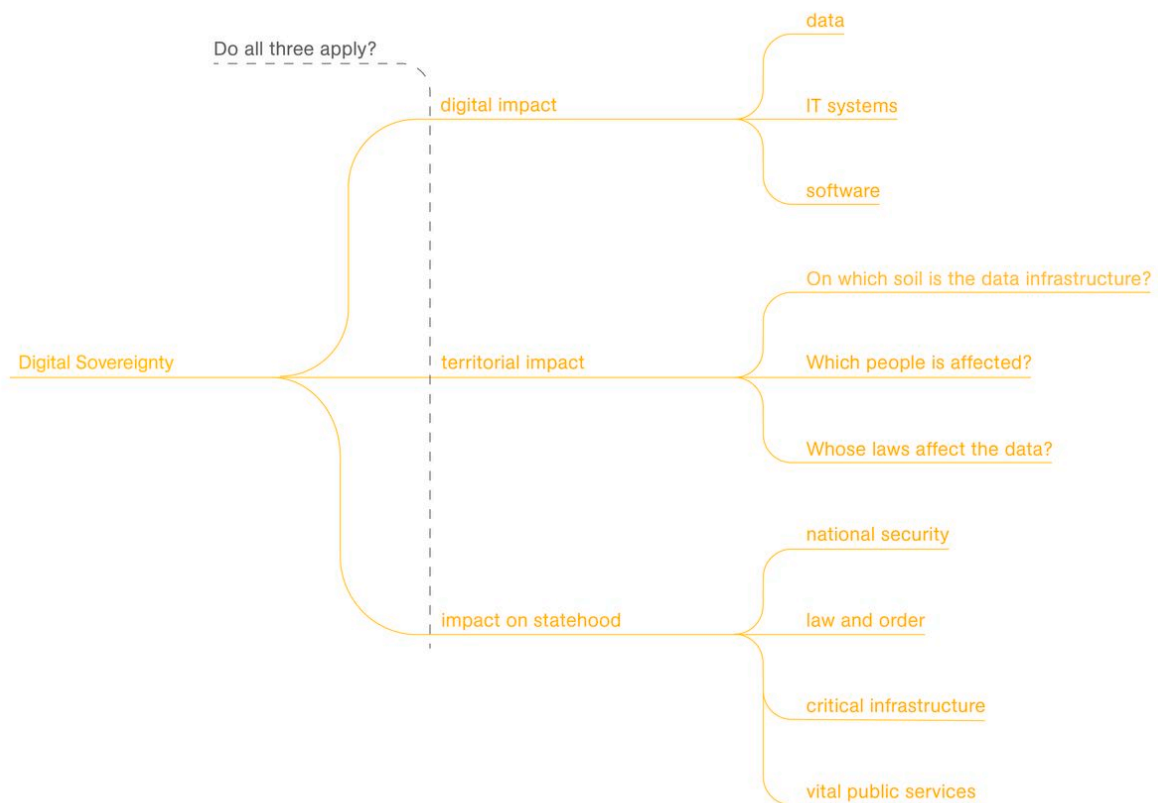 Do all three apply?
Digital Sovereignty
digital impact
data
IT systems
software
territorial impact
On which soil is the data infrastructure?
Which people is affected?
Whose laws affect the data?
impact on statehood
national security
law and order
critical infrastructure
vital public services